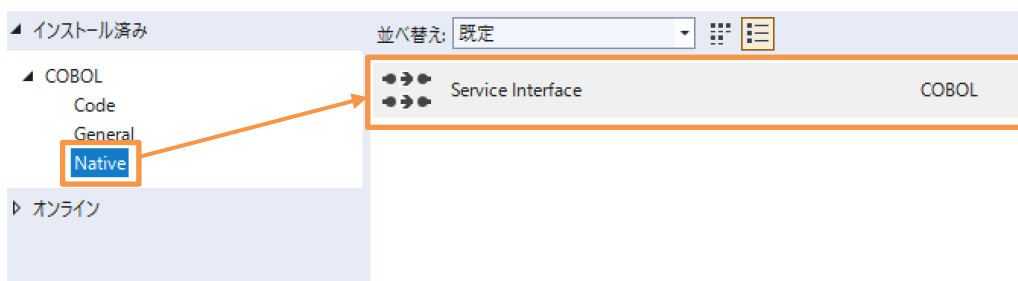 インストール済み
並べ替え: 既定
COBOL
Code
General
Native
Service Interface COBOL
オンライン